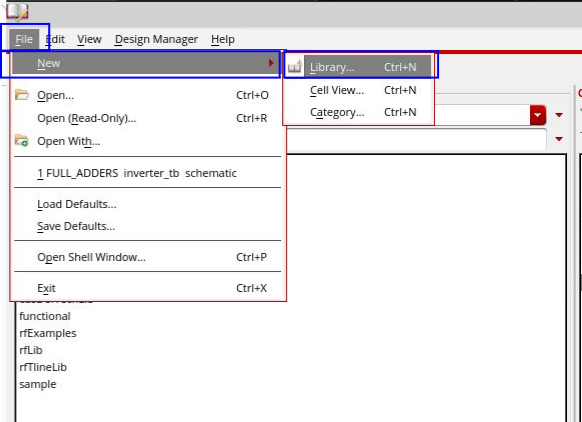 File Edit View Design Manager Help
New
Library... Ctrl+N
Cell View... Ctrl+N
Category... Ctrl+N
Open... Ctrl+O
Open (Read-Only)... Ctrl+R
Open With...
1 FULL_ADDERS inverter_tb schematic
Load Defaults...
Save Defaults...
Open Shell Window... Ctrl+P
Exit Ctrl+X
functional
rfExamples
rfLib
rfTlineLib
sample